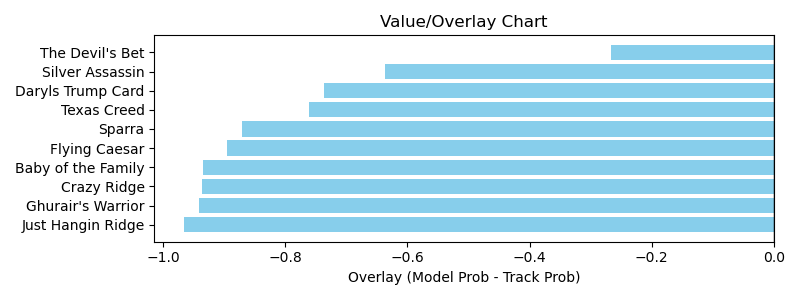 Value/Overlay Chart
The Devil's Bet
Silver Assassin
Daryls Trump Card
Texas Creed
Sparra
Flying Caesar
Baby of the Family
Crazy Ridge
Ghurair's Warrior
Just Hangin Ridge
−1.0 −0.8 −0.6 −0.4 −0.2 0.0
Overlay (Model Prob - Track Prob)